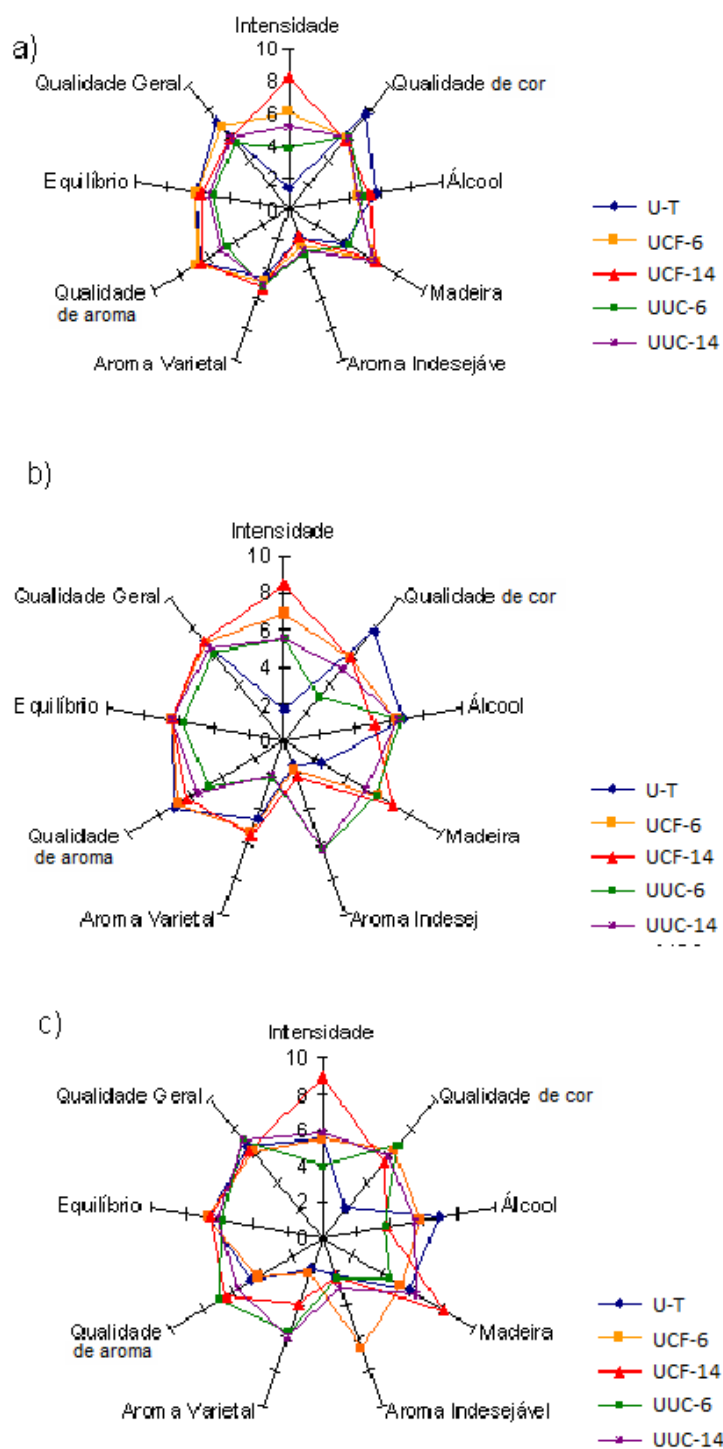 a)
Intensidade
10
8
6
4
2
0
Qualidade Geral
Qualidade de cor
Equilíbrio
Álcool
Qualidade
de aroma
Madeira
Aroma Varietal
Aroma Indesejáve
U-T
UCF-6
UCF-14
UUC-6
UUC-14
b)
Intensidade
10
8
6
4
2
0
Qualidade Geral
Qualidade de cor
Equilíbrio
Álcool
Qualidade
de aroma
Madeira
Aroma Varietal
Aroma Indesej
U-T
UCF-6
UCF-14
UUC-6
UUC-14
c)
Intensidade
10
8
6
4
2
0
Qualidade Geral
Qualidade de cor
Equilíbrio
Álcool
Qualidade
de aroma
Madeira
Aroma Varietal
Aroma Indesejável
U-T
UCF-6
UCF-14
UUC-6
UUC-14